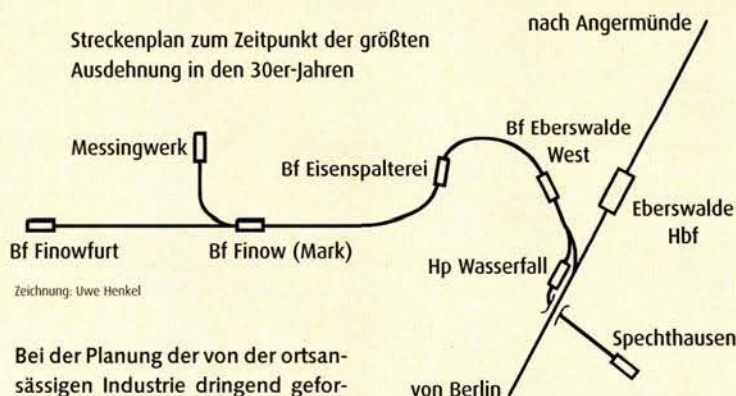 Streckenplan zum Zeitpunkt der größten
Ausdehnung in den 30er-Jahren
nach Angermünde
Messingwerk
Bf Eisenspalterei
Bf Eberswalde
West
Eberswalde
Hbf
Bf Finowfurt
Bf Finow (Mark)
Hp Wasserfall
Zeichnung: Uwe Henkel
Spechthausen
von Berlin
Bei der Planung der von der ortsan-
sässigen Industrie dringend gefor-